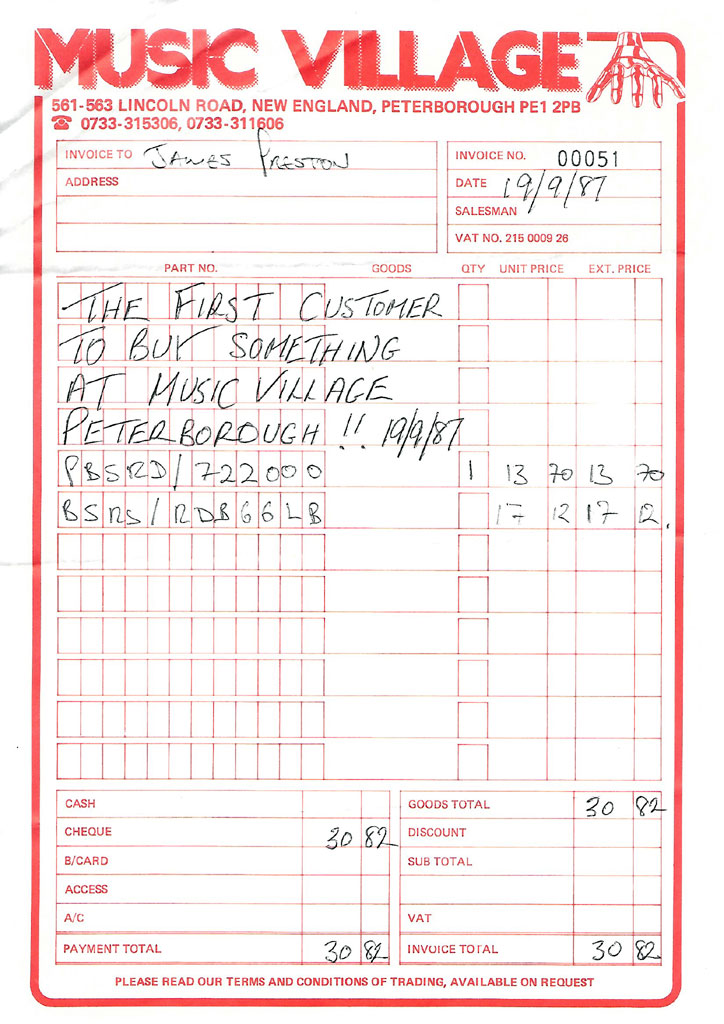 MUSIC VILLAGE
561-563 LINCOLN ROAD, NEW ENGLAND, PETERBOROUGH PE1 2PB
☎ 0733-315306, 0733-311606
INVOICE TO James Preston
ADDRESS
INVOICE NO. 00051
DATE 19/9/87
SALESMAN
VAT NO. 215 0009 26
PART NO. GOODS QTY UNIT PRICE EXT. PRICE
THE FIRST CUSTOMER
TO BUY SOMETHING
AT MUSIC VILLAGE
PETERBOROUGH !! 19/9/87
PBSRD/722000 1 13 70 13 70
BSRS/RDB66LB 17 12 17 12.
CASH
CHEQUE 30 82
B/CARD
ACCESS
A/C
PAYMENT TOTAL 30 82
GOODS TOTAL 30 82
DISCOUNT
SUB TOTAL
VAT
INVOICE TOTAL 30 82
PLEASE READ OUR TERMS AND CONDITIONS OF TRADING, AVAILABLE ON REQUEST